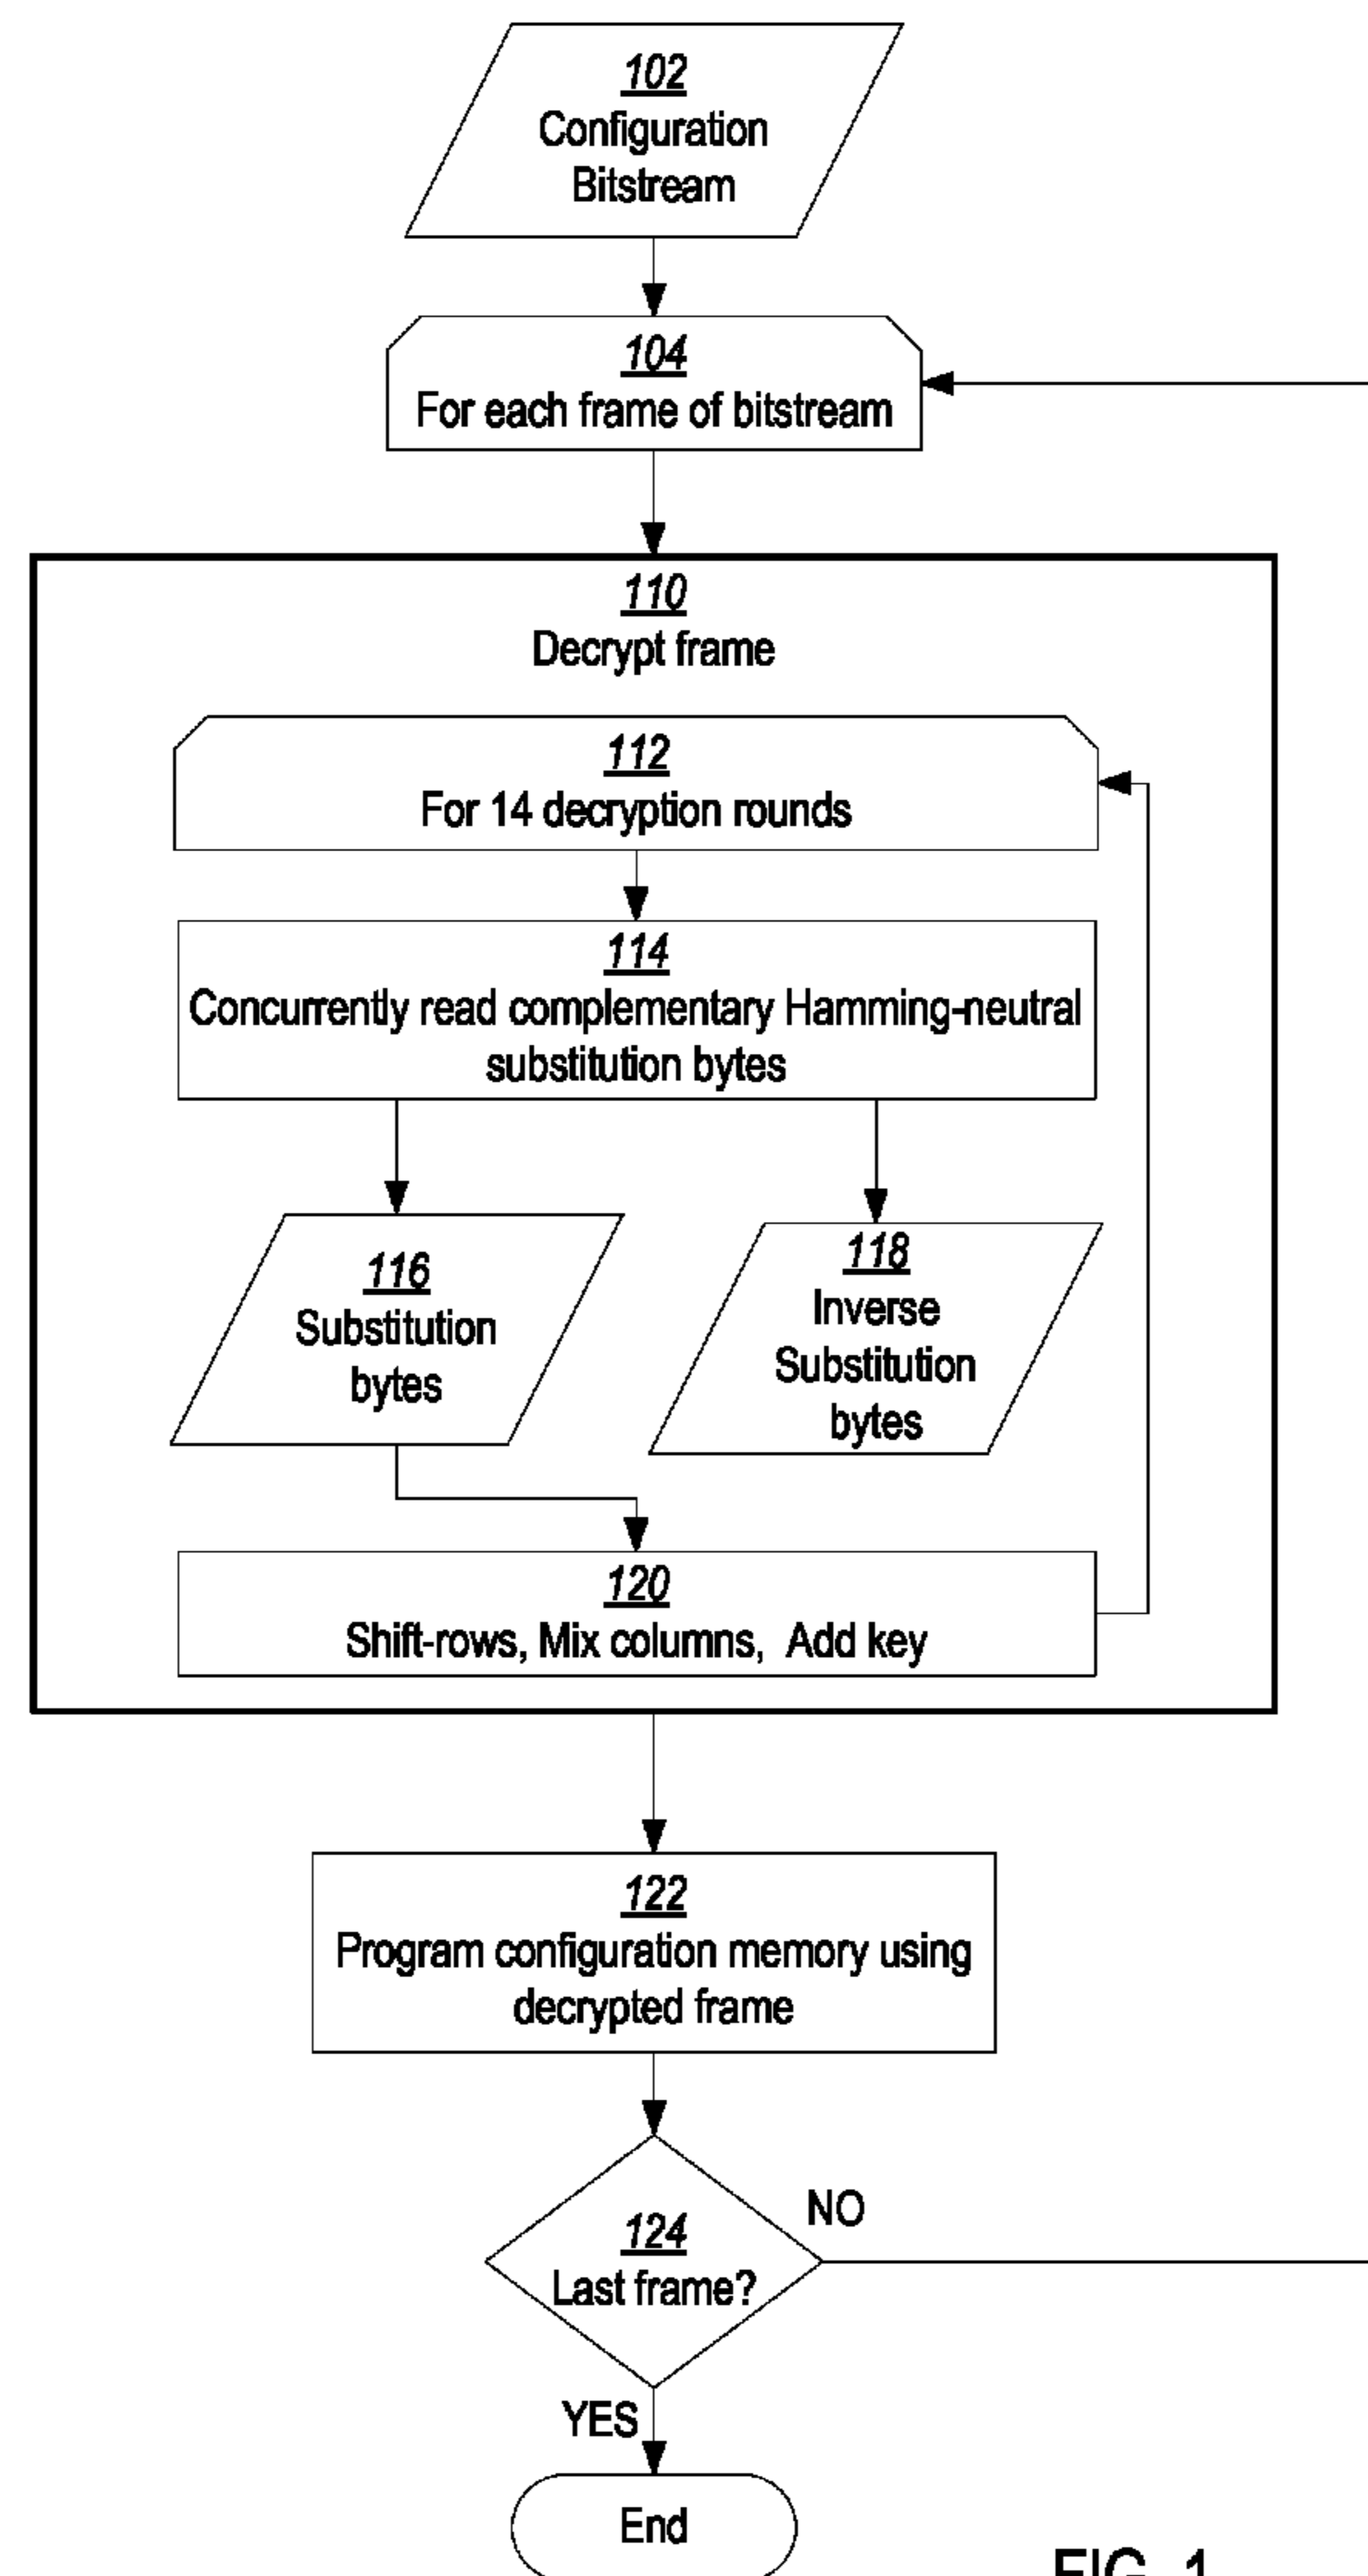 102
Configuration
Bitstream
104
For each frame of bitstream
110
Decrypt frame
112
For 14 decryption rounds
114
Concurrently read complementary Hamming-neutral
substitution bytes
116
Substitution
bytes
118
Inverse
Substitution
bytes
120
Shift-rows, Mix columns, Add key
122
Program configuration memory using
decrypted frame
124
Last frame?
NO
YES
End
FIG. 1